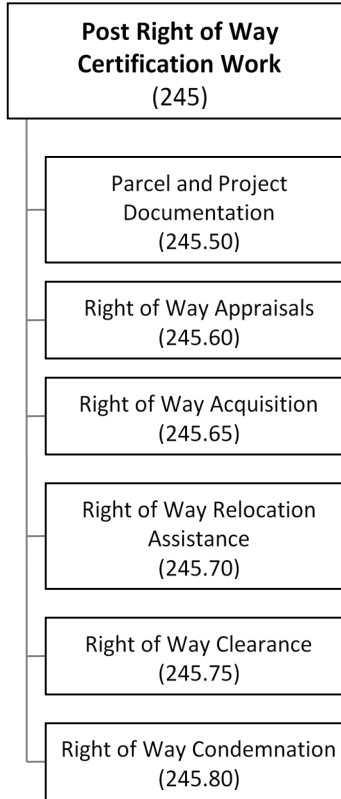 Post Right of Way
Certification Work
(245)
Parcel and Project
Documentation
(245.50)
Right of Way Appraisals
(245.60)
Right of Way Acquisition
(245.65)
Right of Way Relocation
Assistance
(245.70)
Right of Way Clearance
(245.75)
Right of Way Condemnation
(245.80)